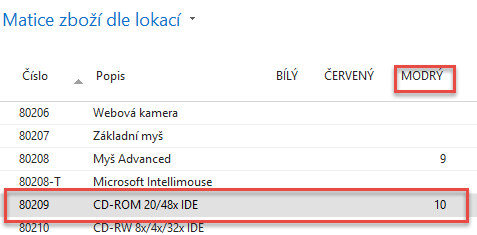 Matice zboží dle lokací
Číslo Popis BÍLÝ ČERVENÝ MODRÝ
80206 Webová kamera
80207 Základní myš
80208 Myš Advanced 9
80208-T Microsoft Intellimouse
80209 CD-ROM 20/48x IDE 10
80210 CD-RW 8x/4x/32x IDE